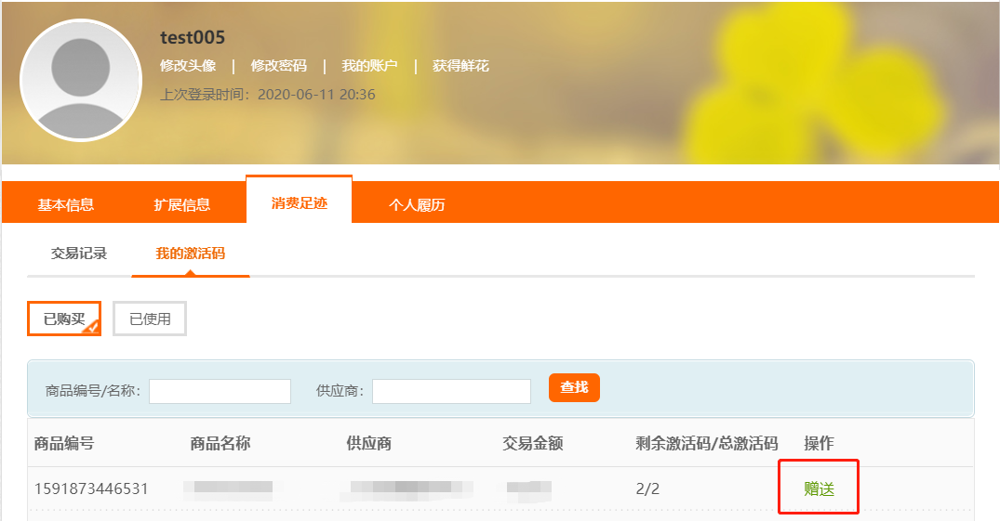 test005
修改头像 | 修改密码 | 我的账户 | 获得鲜花
上次登录时间：2020-06-11 20:36
基本信息 扩展信息 消费足迹 个人履历
交易记录 我的激活码
已购买 已使用
商品编号/名称： 供应商： 查找
商品编号 商品名称 供应商 交易金额 剩余激活码/总激活码 操作
1591873446531 2/2 赠送